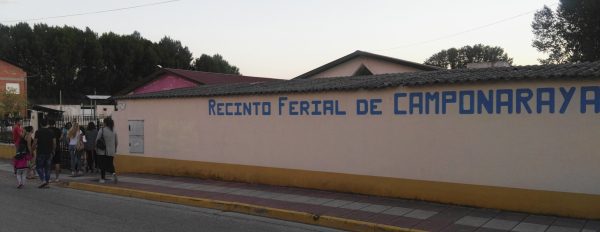 RECINTO FERIAL DE CAMPONARAYA